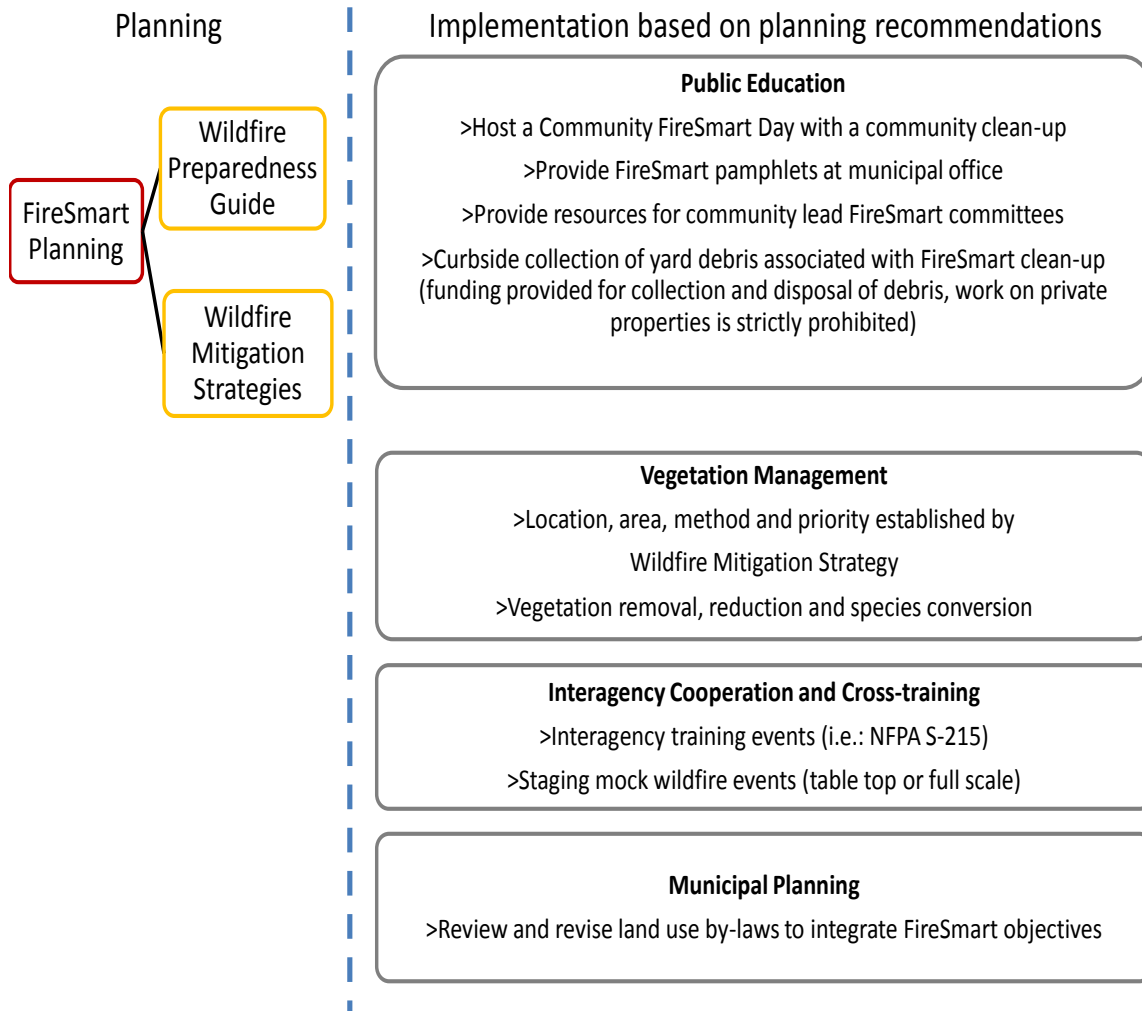 Planning
FireSmart
Planning
Wildfire
Preparedness
Guide
Wildfire
Mitigation
Strategies
Implementation based on planning recommendations
Public Education
>Host a Community FireSmart Day with a community clean-up
>Provide FireSmart pamphlets at municipal office
>Provide resources for community lead FireSmart committees
>Curbside collection of yard debris associated with FireSmart clean-up
(funding provided for collection and disposal of debris, work on private
properties is strictly prohibited)
Vegetation Management
>Location, area, method and priority established by
Wildfire Mitigation Strategy
>Vegetation removal, reduction and species conversion
Interagency Cooperation and Cross-training
>Interagency training events (i.e.: NFPA S-215)
>Staging mock wildfire events (table top or full scale)
Municipal Planning
>Review and revise land use by-laws to integrate FireSmart objectives